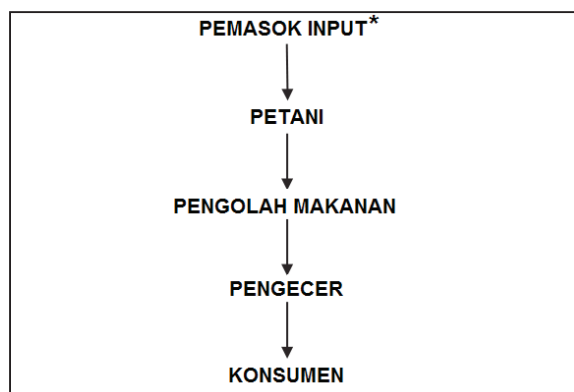 PEMASOK INPUT*
PETANI
PENGOLAH MAKANAN
PENGECER
KONSUMEN